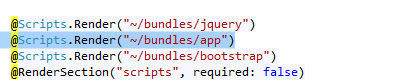 @Scripts.Render("~/bundles/jquery")
@Scripts.Render("~/bundles/app")
@Scripts.Render("~/bundles/bootstrap")
@RenderSection("scripts", required: false)